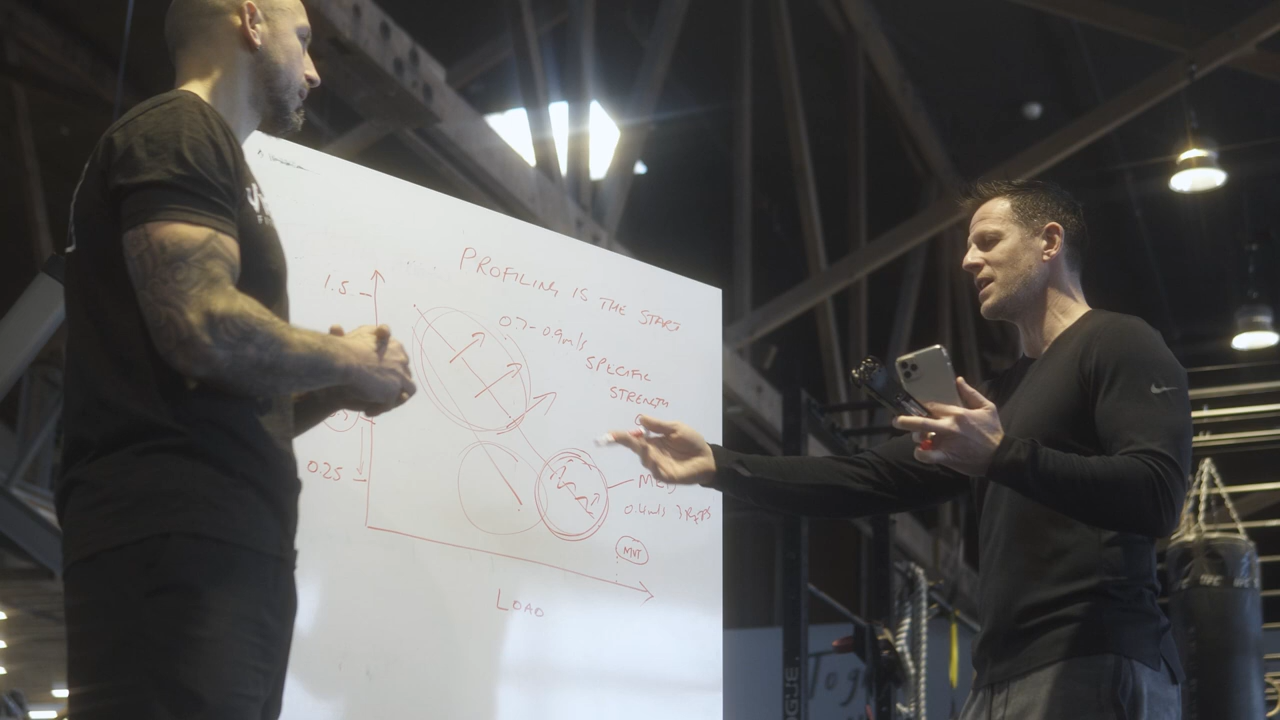 PROFILING IS THE START
1.5
0.7-0.9m/s
SPECIFIC
STRENGTH
0.25
0.4m/s 3 REPS
MVT
LOAD
UFC